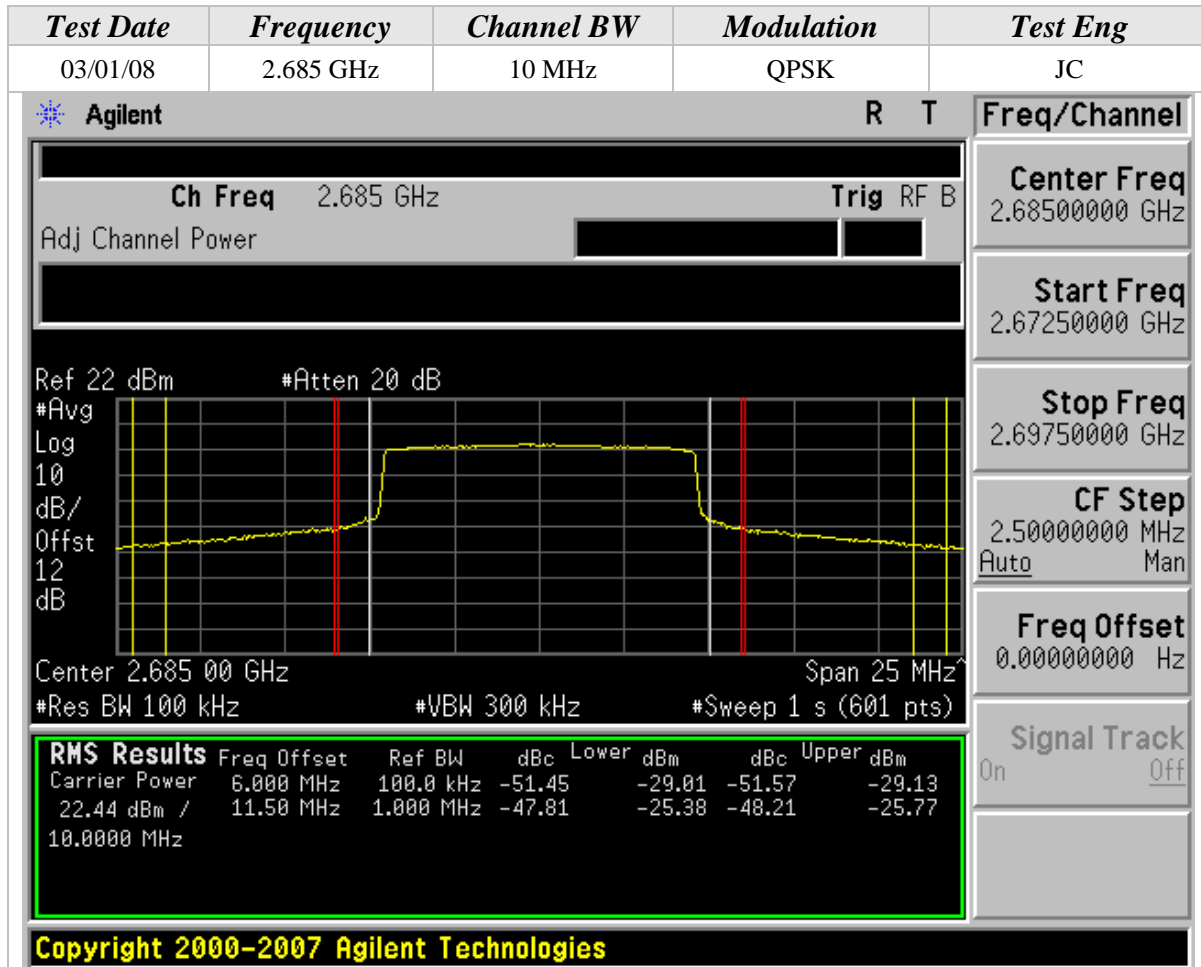 Test Date Frequency Channel BW Modulation Test Eng
03/01/08 2.685 GHz 10 MHz QPSK JC
Agilent R T Freq/Channel
Ch Freq 2.685 GHz Trig RF B
Adj Channel Power
Center Freq
2.68500000 GHz
Start Freq
2.67250000 GHz
Stop Freq
2.69750000 GHz
CF Step
2.50000000 MHz
Auto Man
Freq Offset
0.00000000 Hz
Signal Track
On Off
Ref 22 dBm #Atten 20 dB
#Avg
Log
10
dB/
Offst
12
dB
Center 2.685 00 GHz Span 25 MHz^
#Res BW 100 kHz #VBW 300 kHz #Sweep 1 s (601 pts)
RMS Results Freq Offset Ref BW dBc Lower dBm dBc Upper dBm
Carrier Power 6.000 MHz 100.0 kHz -51.45 -29.01 -51.57 -29.13
22.44 dBm / 11.50 MHz 1.000 MHz -47.81 -25.38 -48.21 -25.77
10.0000 MHz
Copyright 2000-2007 Agilent Technologies